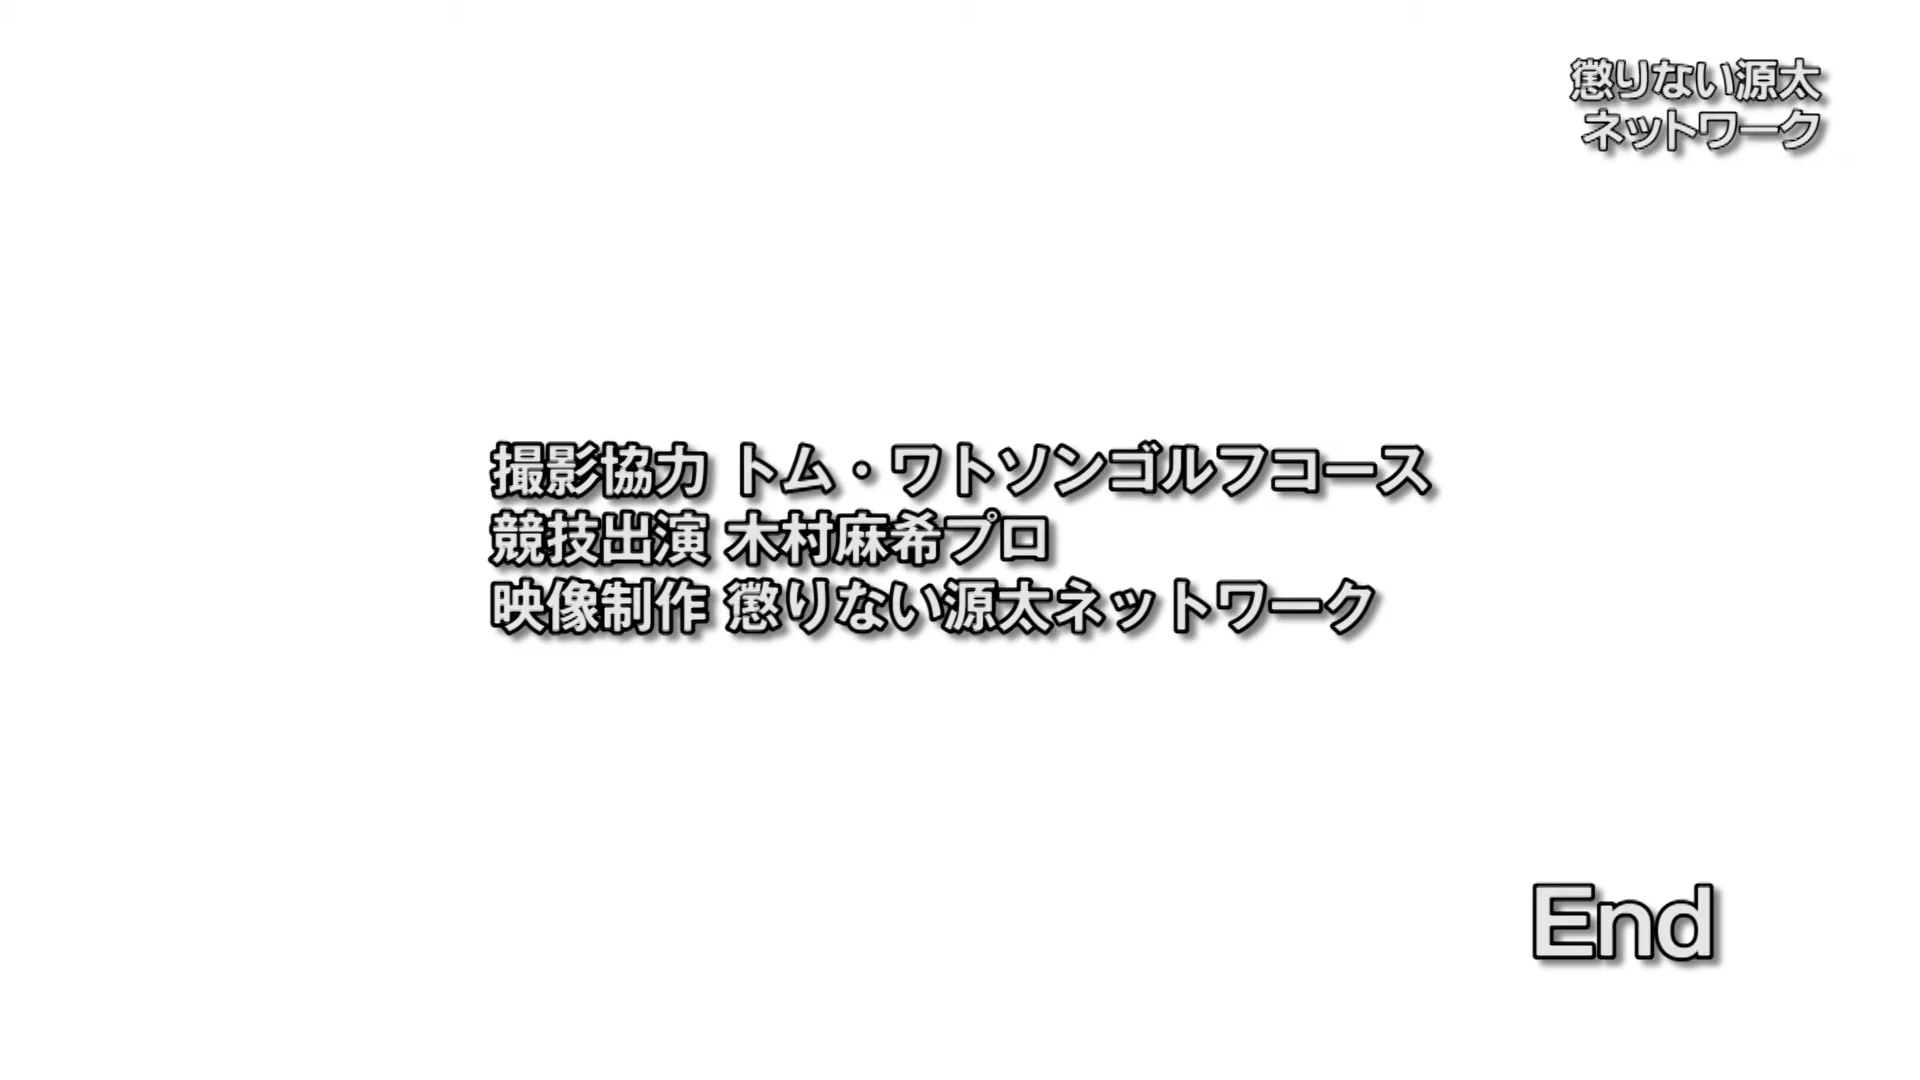 懲りない源太
ネットワーク
撮影協力 トム・ワトソンゴルフコース
競技出演 木村麻希プロ
映像制作 懲りない源太ネットワーク
End